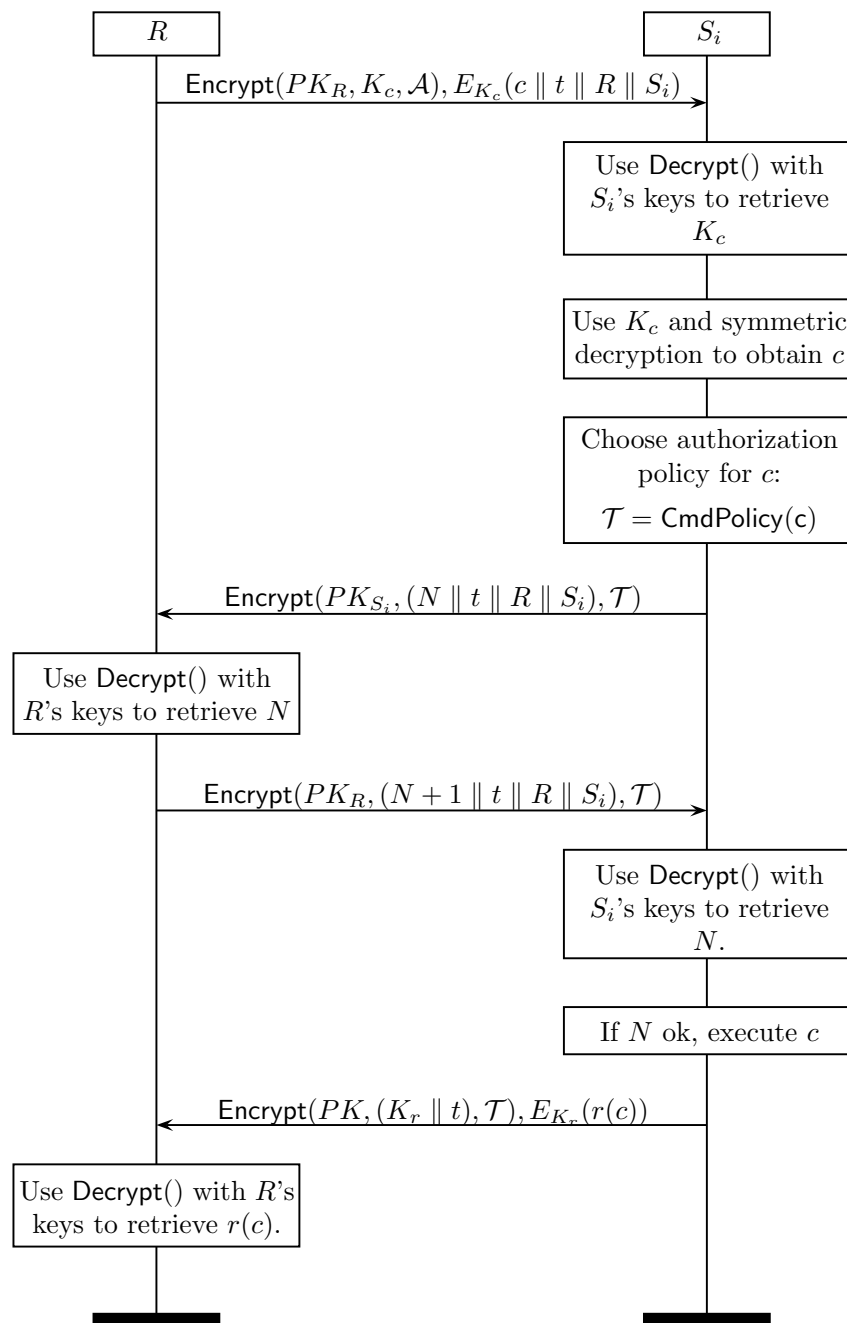 R
S_i
Encrypt(PK_R, K_c, 𝒜), E_{K_c}(c ∥ t ∥ R ∥ S_i)
Use Decrypt() with
S_i's keys to retrieve
K_c
Use K_c and symmetric
decryption to obtain c
Choose authorization
policy for c:
𝒯 = CmdPolicy(c)
Encrypt(PK_{S_i}, (N ∥ t ∥ R ∥ S_i), 𝒯)
Use Decrypt() with
R's keys to retrieve N
Encrypt(PK_R, (N + 1 ∥ t ∥ R ∥ S_i), 𝒯)
Use Decrypt() with
S_i's keys to retrieve
N.
If N ok, execute c
Encrypt(PK, (K_r ∥ t), 𝒯), E_{K_r}(r(c))
Use Decrypt() with R's
keys to retrieve r(c).